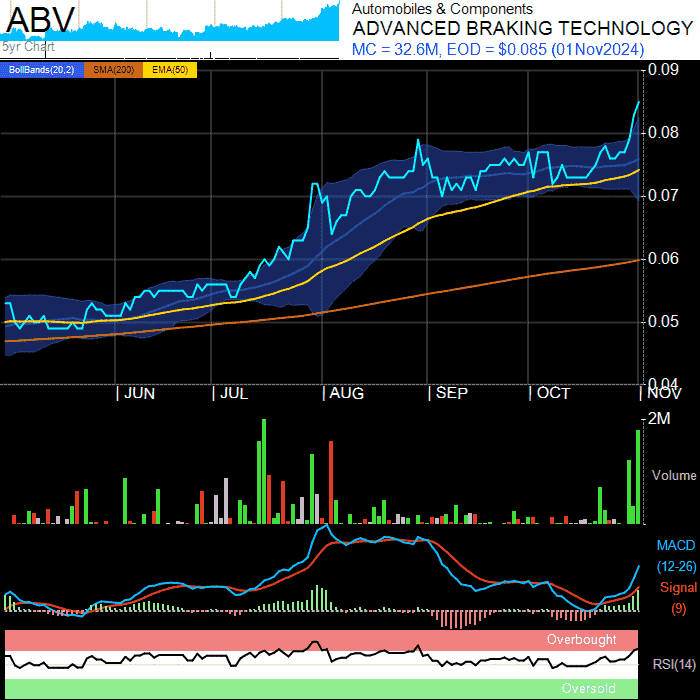 ABV
5yr Chart
Automobiles & Components
ADVANCED BRAKING TECHNOLOGY
MC = 32.6M, EOD = $0.085 (01Nov2024)
BollBands(20,2) SMA(200) EMA(50)
0.09
0.08
0.07
0.06
0.05
0.04
JUN JUL AUG SEP OCT NOV
2M
Volume
MACD
(12-26)
Signal
(9)
Overbought
RSI(14)
Oversold